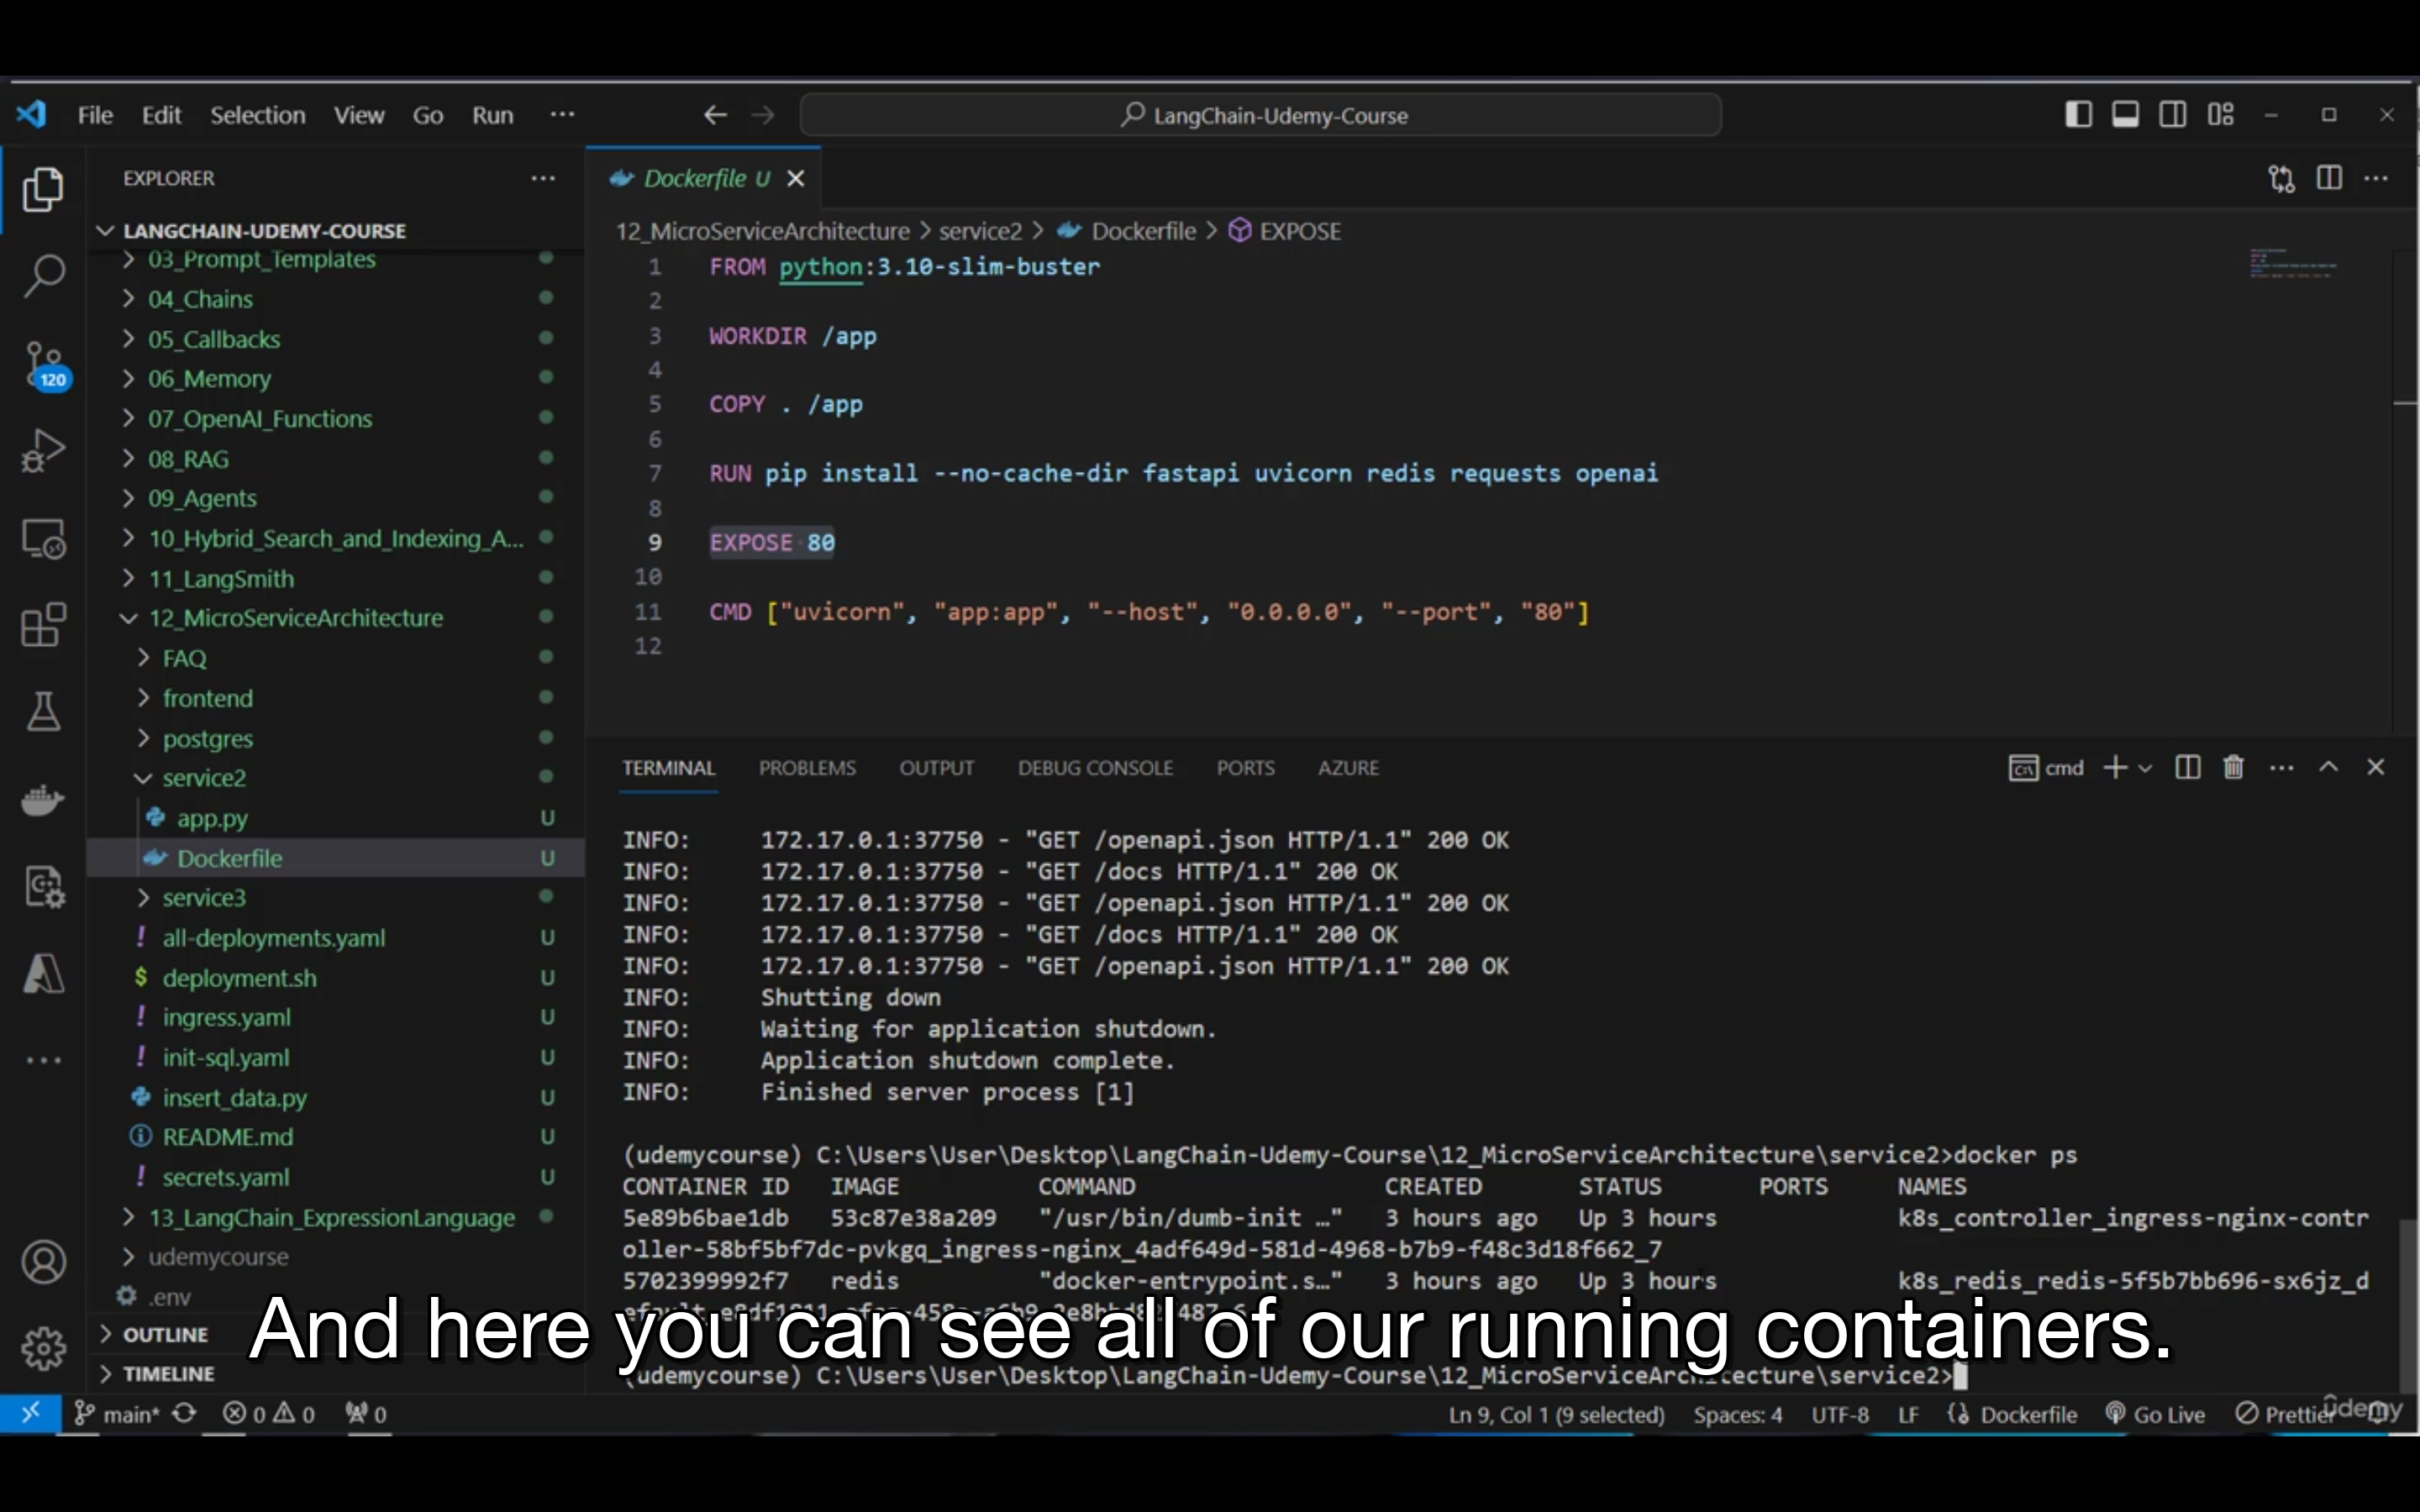 File Edit Selection View Go Run ···
LangChain-Udemy-Course
EXPLORER
LANGCHAIN-UDEMY-COURSE
03_Prompt_Templates
04_Chains
05_Callbacks
06_Memory
07_OpenAI_Functions
08_RAG
09_Agents
10_Hybrid_Search_and_Indexing_A...
11_LangSmith
12_MicroServiceArchitecture
FAQ
frontend
postgres
service2
app.py U
Dockerfile U
service3
! all-deployments.yaml U
$ deployment.sh U
! ingress.yaml U
! init-sql.yaml U
insert_data.py U
README.md U
! secrets.yaml U
13_LangChain_ExpressionLanguage
udemycourse
.env
OUTLINE
TIMELINE
120
Dockerfile U
12_MicroServiceArchitecture > service2 > Dockerfile > EXPOSE
1 FROM python:3.10-slim-buster
2
3 WORKDIR /app
4
5 COPY . /app
6
7 RUN pip install --no-cache-dir fastapi uvicorn redis requests openai
8
9 EXPOSE 80
10
11 CMD ["uvicorn", "app:app", "--host", "0.0.0.0", "--port", "80"]
12
TERMINAL PROBLEMS OUTPUT DEBUG CONSOLE PORTS AZURE
cmd
INFO: 172.17.0.1:37750 - "GET /openapi.json HTTP/1.1" 200 OK
INFO: 172.17.0.1:37750 - "GET /docs HTTP/1.1" 200 OK
INFO: 172.17.0.1:37750 - "GET /openapi.json HTTP/1.1" 200 OK
INFO: 172.17.0.1:37750 - "GET /docs HTTP/1.1" 200 OK
INFO: 172.17.0.1:37750 - "GET /openapi.json HTTP/1.1" 200 OK
INFO: Shutting down
INFO: Waiting for application shutdown.
INFO: Application shutdown complete.
INFO: Finished server process [1]
(udemycourse) C:\Users\User\Desktop\LangChain-Udemy-Course\12_MicroServiceArchitecture\service2>docker ps
CONTAINER ID IMAGE COMMAND CREATED STATUS PORTS NAMES
5e89b6bae1db 53c87e38a209 "/usr/bin/dumb-init …" 3 hours ago Up 3 hours k8s_controller_ingress-nginx-contr
oller-58bf5bf7dc-pvkgq_ingress-nginx_4adf649d-581d-4968-b7b9-f48c3d18f662_7
5702399992f7 redis "docker-entrypoint.s…" 3 hours ago Up 3 hours k8s_redis_redis-5f5b7bb696-sx6jz_d
And here you can see all of our running containers.
(udemycourse) C:\Users\User\Desktop\LangChain-Udemy-Course\12_MicroServiceArchitecture\service2>
main* 0 0 0 Ln 9, Col 1 (9 selected) Spaces: 4 UTF-8 LF Dockerfile Go Live Prettier
udemy